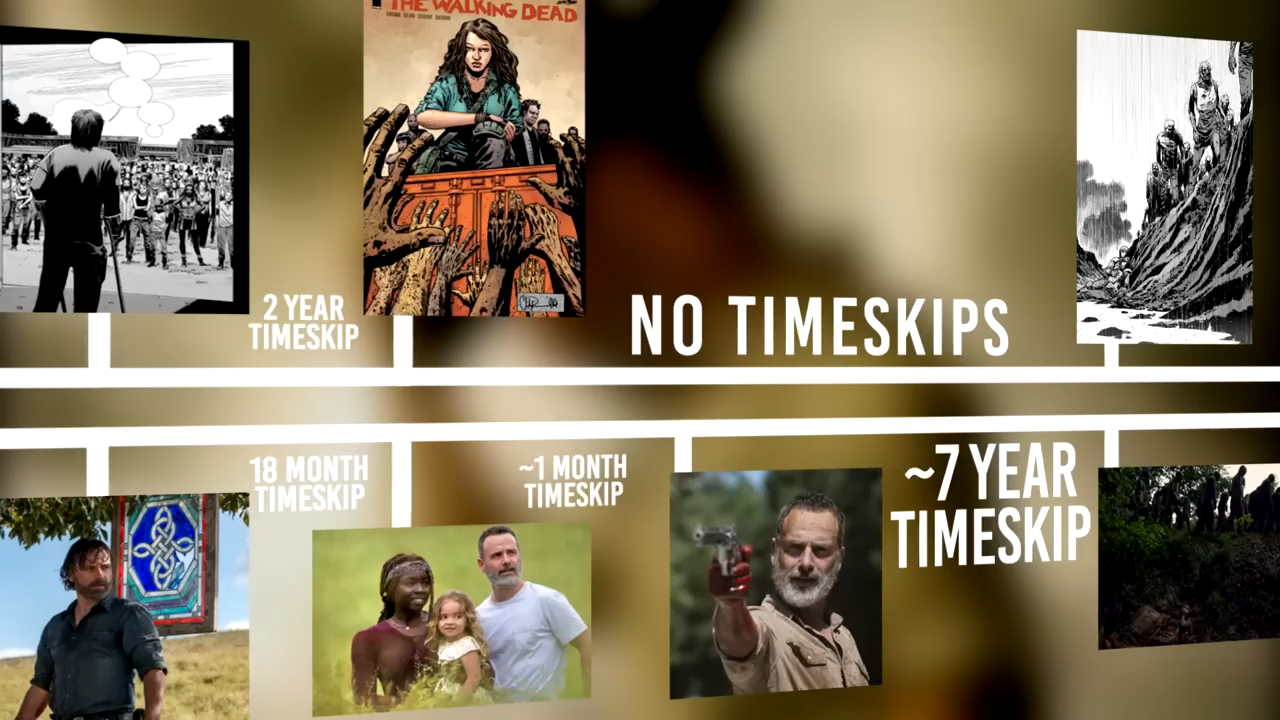 THE WALKING DEAD
2 YEAR
TIMESKIP
NO TIMESKIPS
18 MONTH
TIMESKIP
~1 MONTH
TIMESKIP
~7 YEAR
TIMESKIP